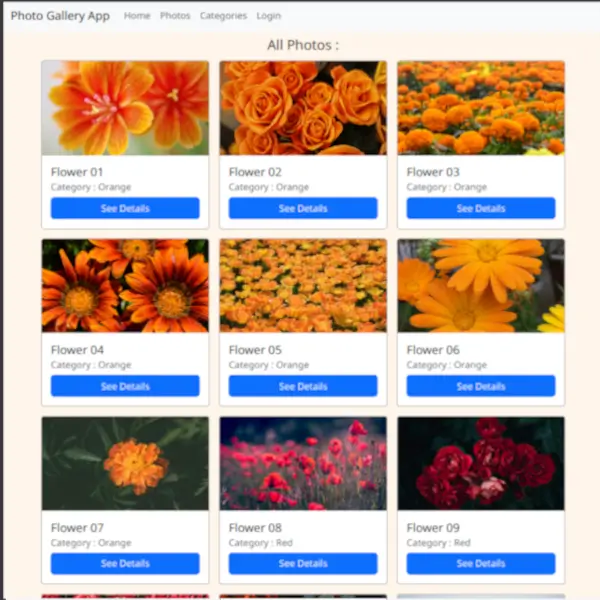 Photo Gallery App Home Photos Categories Login
All Photos :
Flower 01
Category : Orange
See Details
Flower 02
Category : Orange
See Details
Flower 03
Category : Orange
See Details
Flower 04
Category : Orange
See Details
Flower 05
Category : Orange
See Details
Flower 06
Category : Orange
See Details
Flower 07
Category : Orange
See Details
Flower 08
Category : Red
See Details
Flower 09
Category : Red
See Details